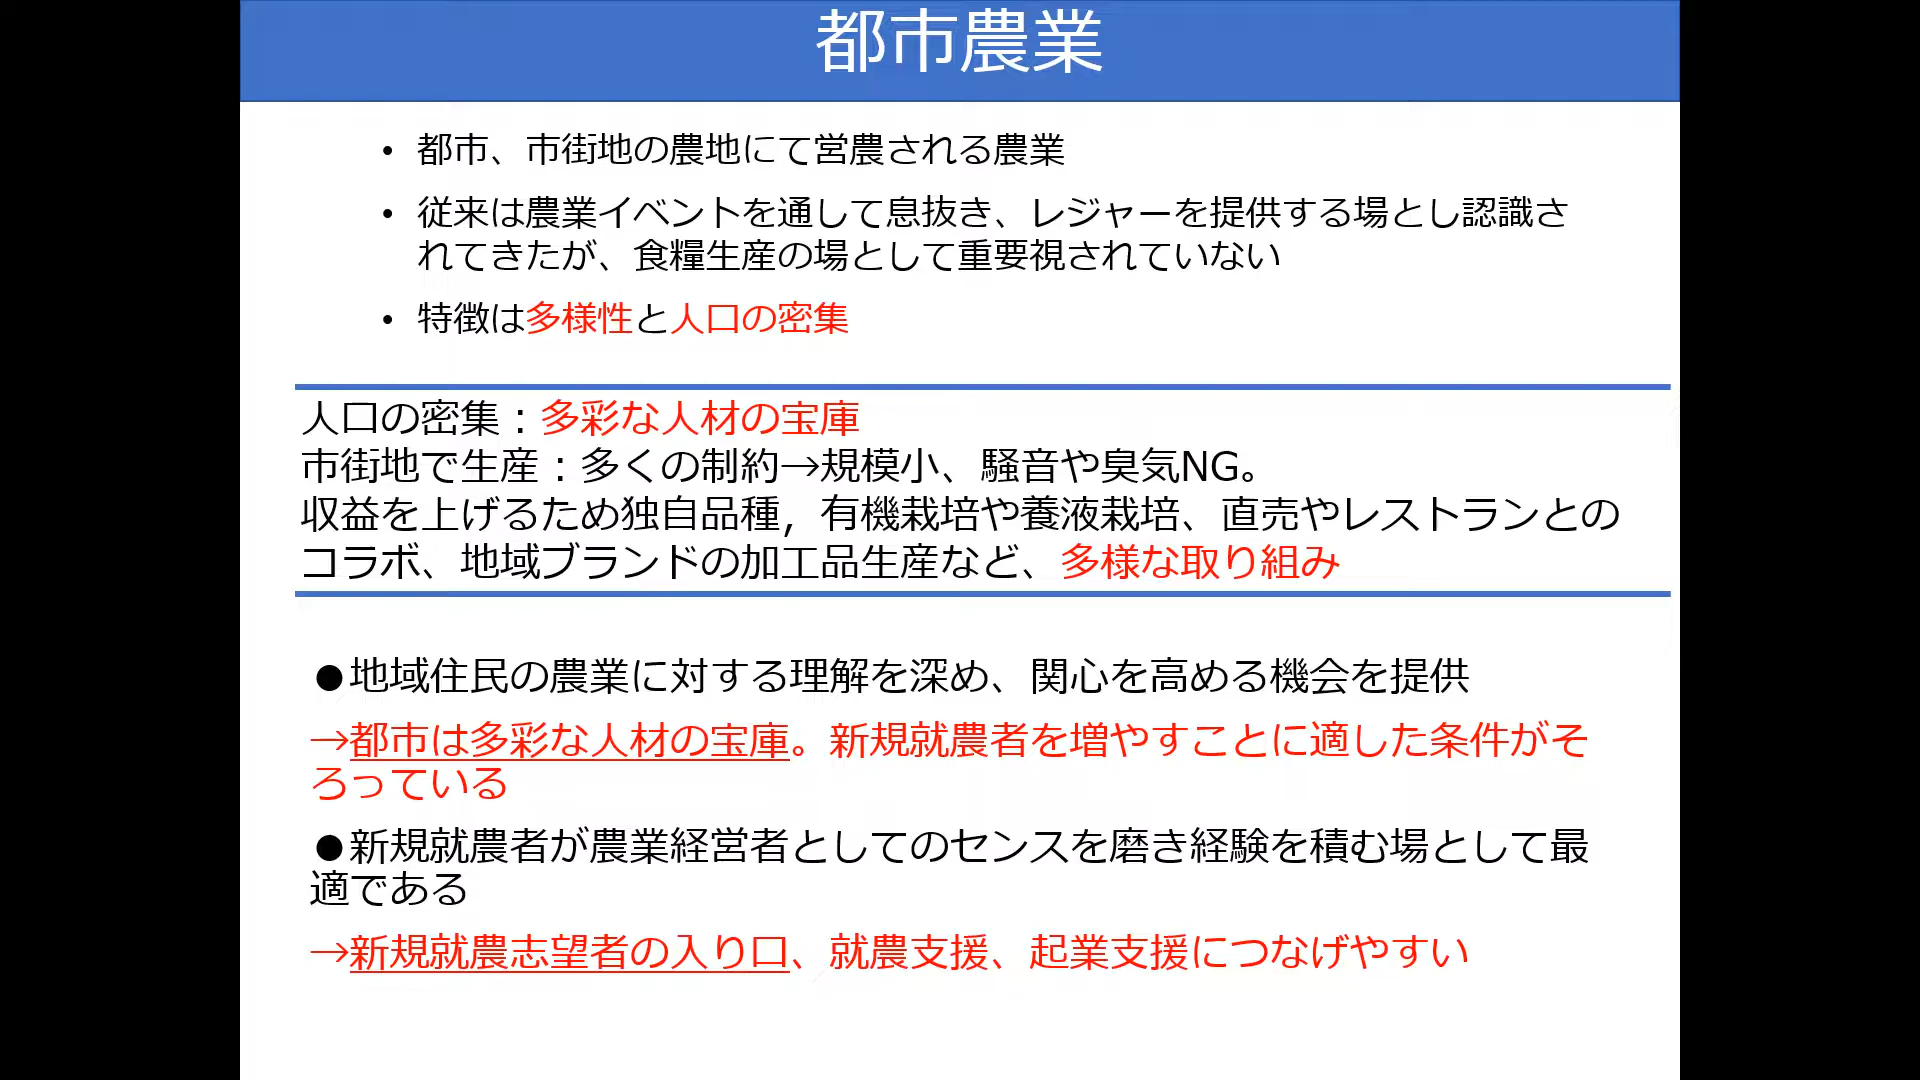 都市農業
• 都市、市街地の農地にて営農される農業
• 従来は農業イベントを通して息抜き、レジャーを提供する場とし認識さ
れてきたが、食糧生産の場として重要視されていない
• 特徴は多様性と人口の密集
人口の密集：多彩な人材の宝庫
市街地で生産：多くの制約→規模小、騒音や臭気NG。
収益を上げるため独自品種，有機栽培や養液栽培、直売やレストランとの
コラボ、地域ブランドの加工品生産など、多様な取り組み
●地域住民の農業に対する理解を深め、関心を高める機会を提供
→都市は多彩な人材の宝庫。新規就農者を増やすことに適した条件がそ
ろっている
●新規就農者が農業経営者としてのセンスを磨き経験を積む場として最
適である
→新規就農志望者の入り口、就農支援、起業支援につなげやすい